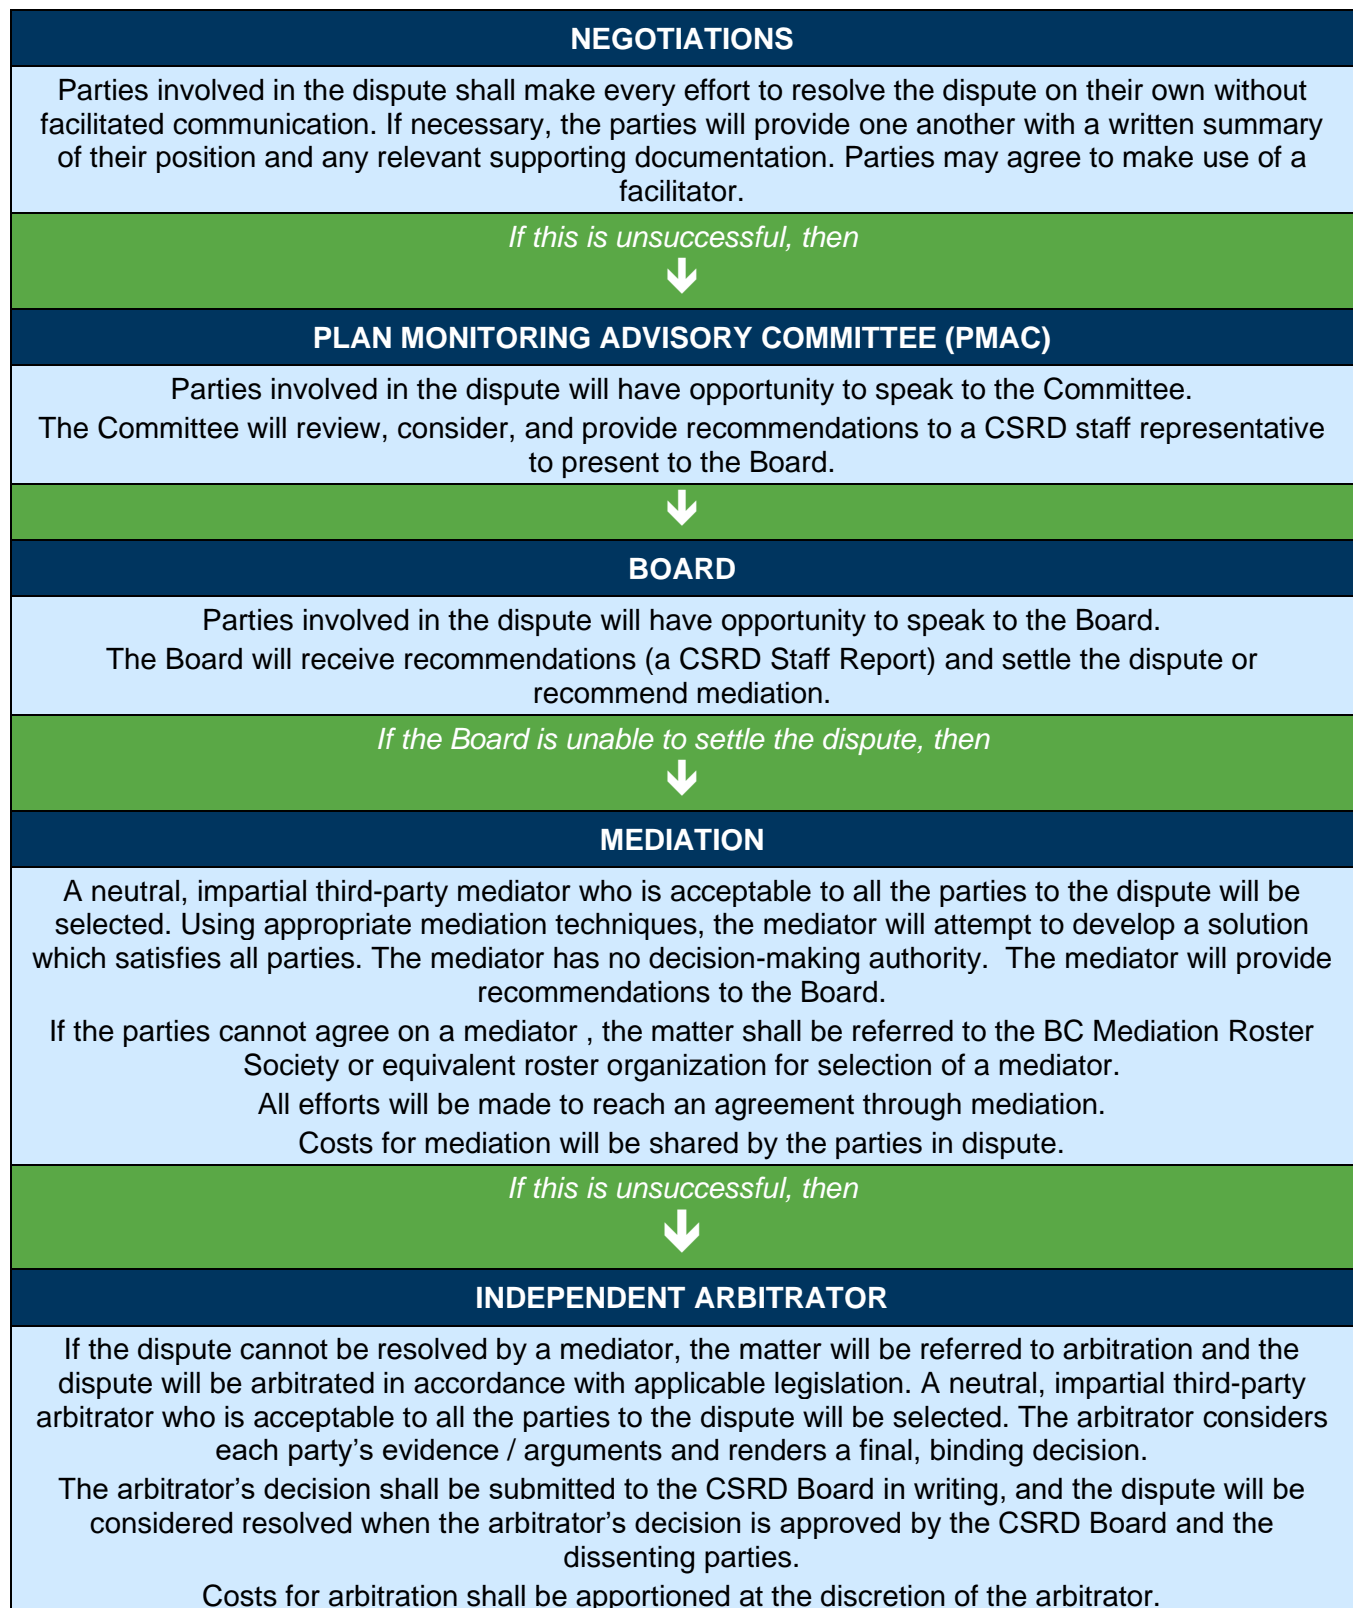 NEGOTIATIONS
Parties involved in the dispute shall make every effort to resolve the dispute on their own without
facilitated communication. If necessary, the parties will provide one another with a written summary
of their position and any relevant supporting documentation. Parties may agree to make use of a
facilitator.
If this is unsuccessful, then
PLAN MONITORING ADVISORY COMMITTEE (PMAC)
Parties involved in the dispute will have opportunity to speak to the Committee.
The Committee will review, consider, and provide recommendations to a CSRD staff representative
to present to the Board.
BOARD
Parties involved in the dispute will have opportunity to speak to the Board.
The Board will receive recommendations (a CSRD Staff Report) and settle the dispute or
recommend mediation.
If the Board is unable to settle the dispute, then
MEDIATION
A neutral, impartial third-party mediator who is acceptable to all the parties to the dispute will be
selected. Using appropriate mediation techniques, the mediator will attempt to develop a solution
which satisfies all parties. The mediator has no decision-making authority.  The mediator will provide
recommendations to the Board.
If the parties cannot agree on a mediator , the matter shall be referred to the BC Mediation Roster
Society or equivalent roster organization for selection of a mediator.
All efforts will be made to reach an agreement through mediation.
Costs for mediation will be shared by the parties in dispute.
If this is unsuccessful, then
INDEPENDENT ARBITRATOR
If the dispute cannot be resolved by a mediator, the matter will be referred to arbitration and the
dispute will be arbitrated in accordance with applicable legislation. A neutral, impartial third-party
arbitrator who is acceptable to all the parties to the dispute will be selected. The arbitrator considers
each party’s evidence / arguments and renders a final, binding decision.
The arbitrator’s decision shall be submitted to the CSRD Board in writing, and the dispute will be
considered resolved when the arbitrator’s decision is approved by the CSRD Board and the
dissenting parties.
Costs for arbitration shall be apportioned at the discretion of the arbitrator.